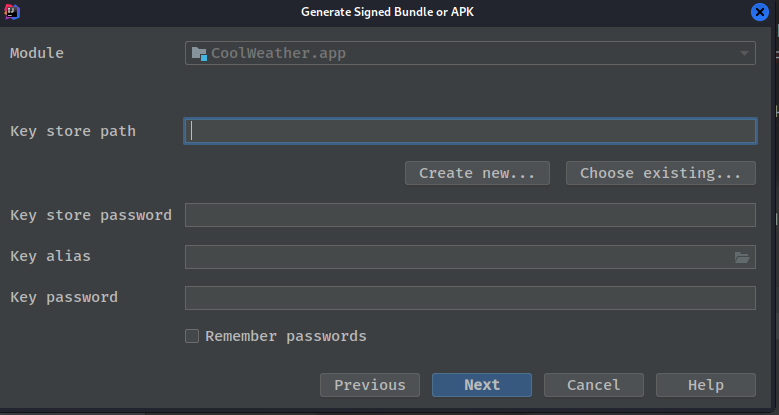 Generate Signed Bundle or APK
Module CoolWeather.app
Key store path
Create new... Choose existing...
Key store password
Key alias
Key password
Remember passwords
Previous Next Cancel Help